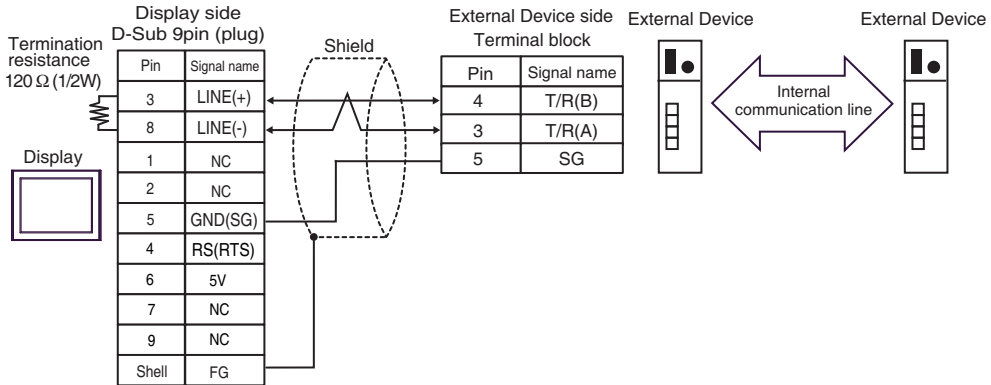 Display side
D-Sub 9pin (plug)
Termination
resistance
120 Ω (1/2W)
Display
Pin Signal name
3 LINE(+)
8 LINE(-)
1 NC
2 NC
5 GND(SG)
4 RS(RTS)
6 5V
7 NC
9 NC
Shell FG
Shield
External Device side
Terminal block
Pin Signal name
4 T/R(B)
3 T/R(A)
5 SG
External Device
Internal
communication line
External Device